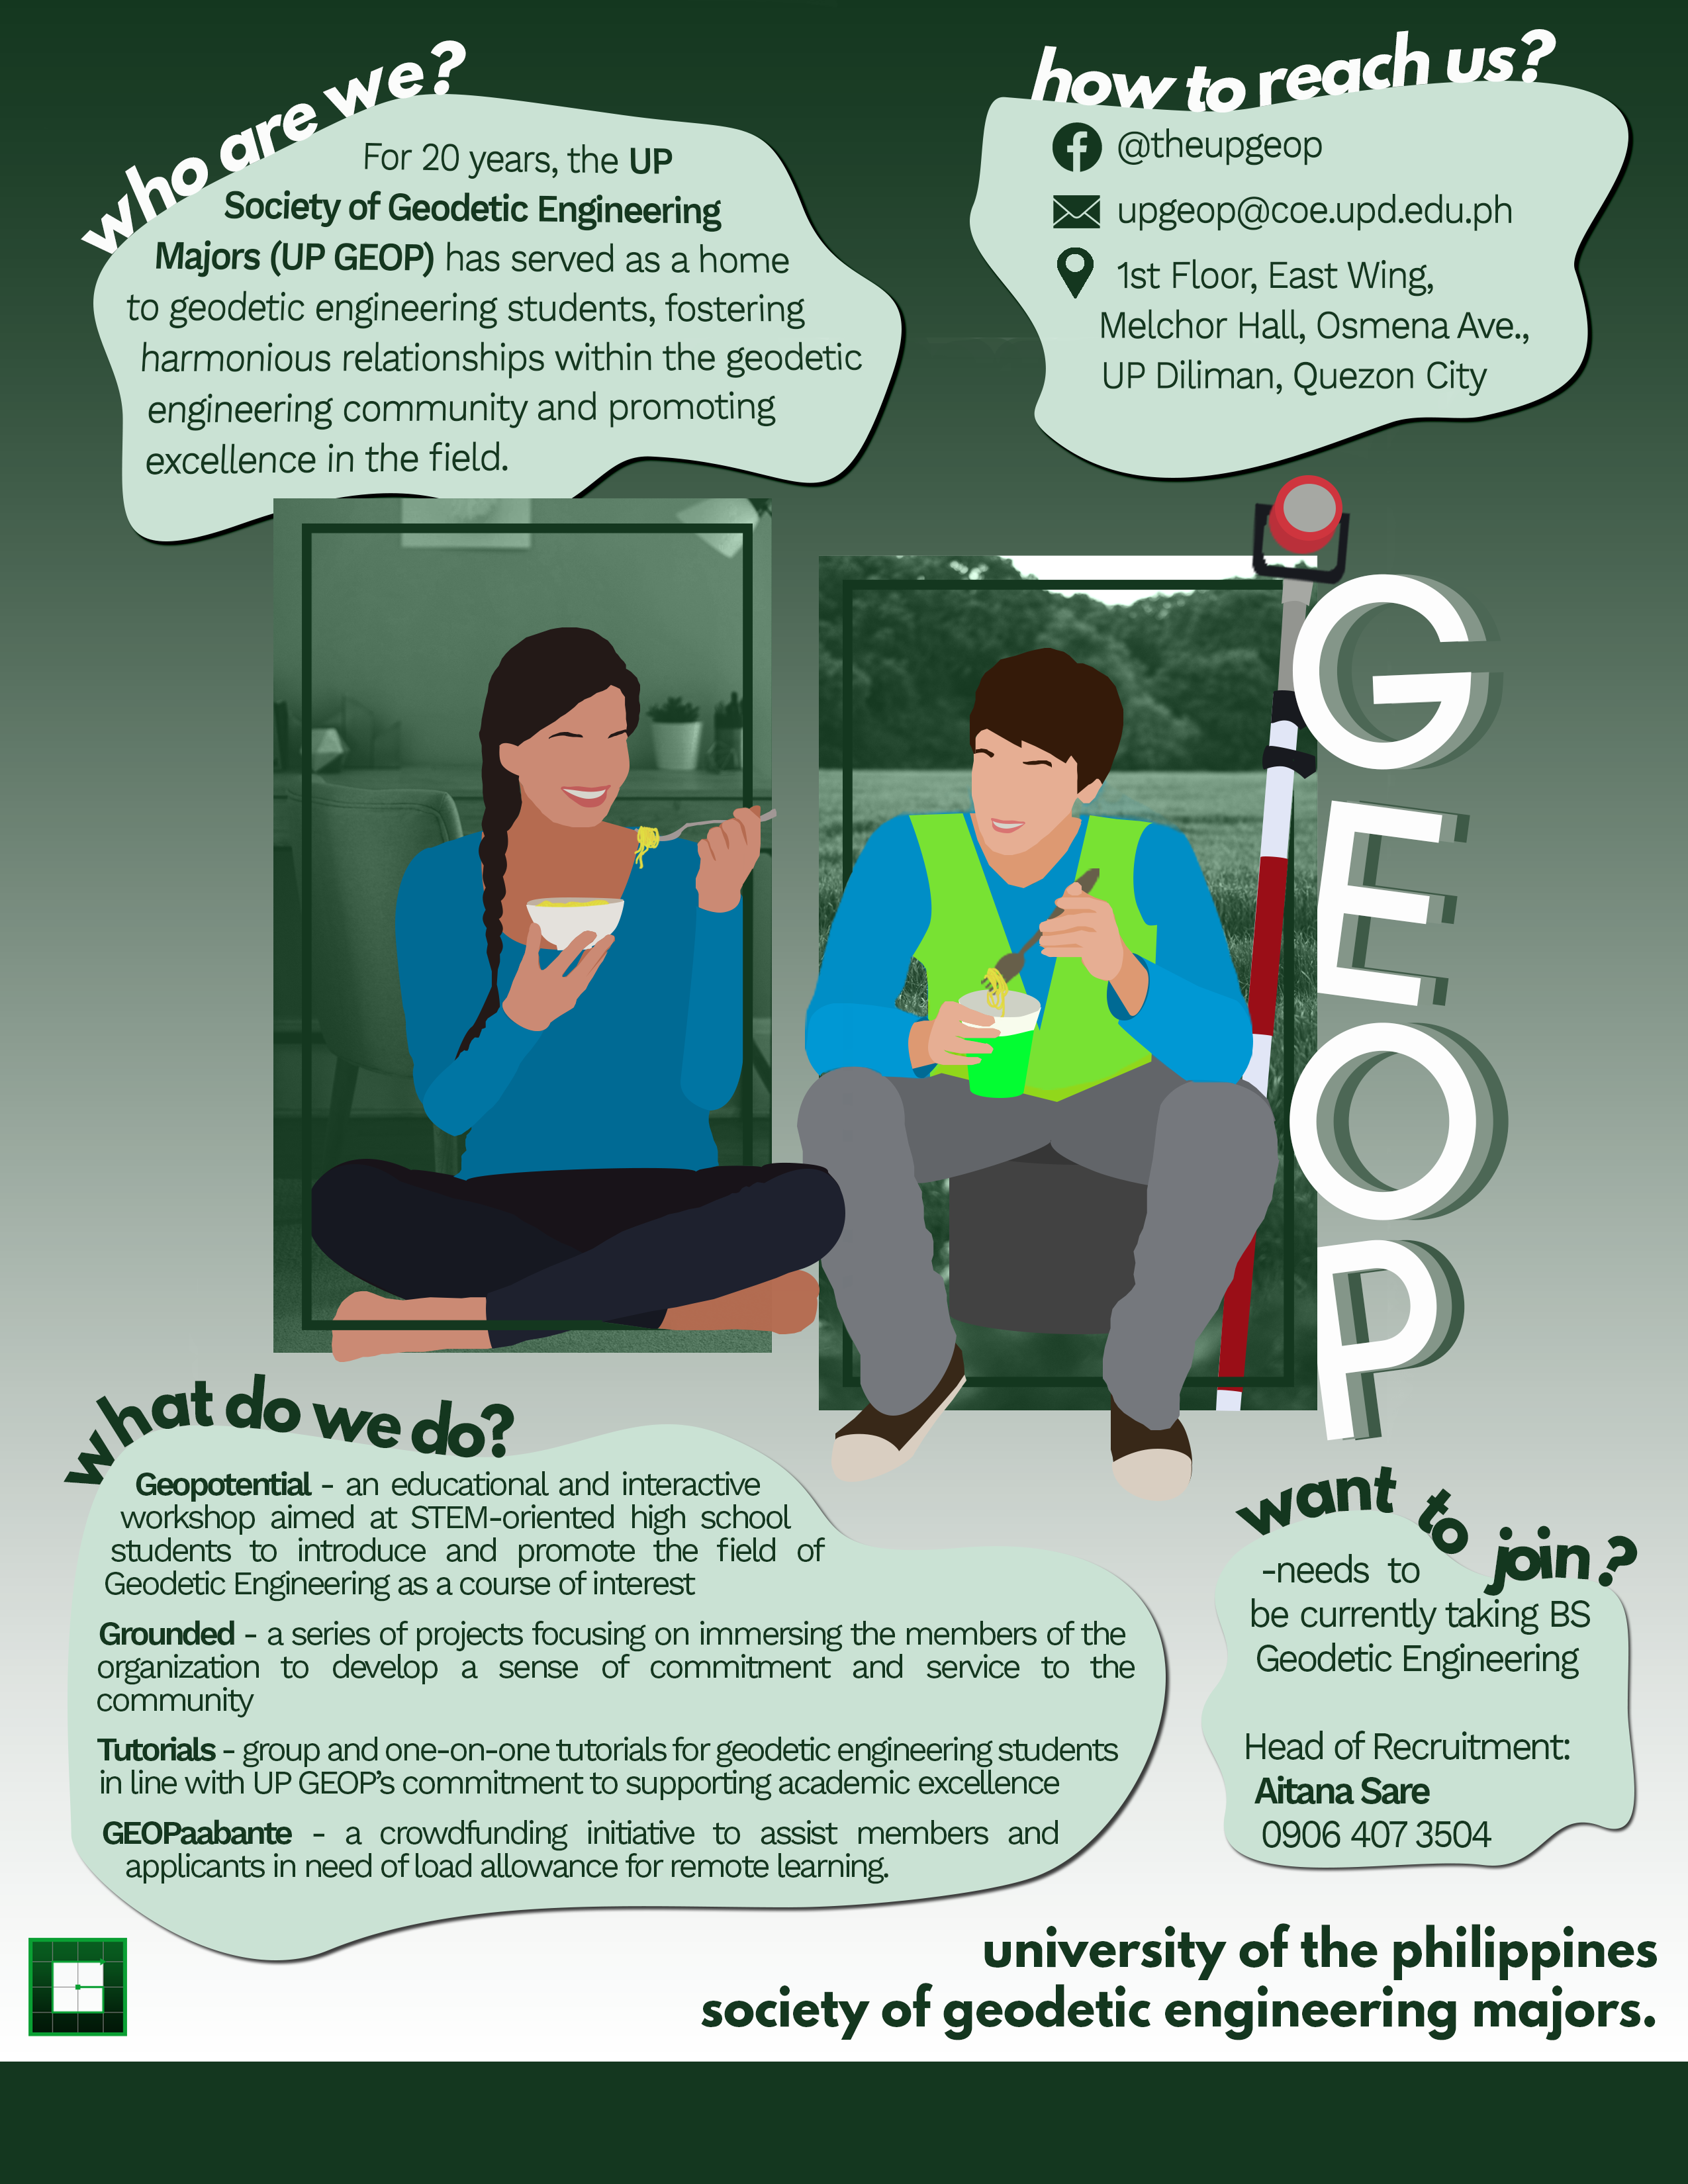 who are we?
For 20 years, the UP
Society of Geodetic Engineering
Majors (UP GEOP) has served as a home
to geodetic engineering students, fostering
harmonious relationships within the geodetic
engineering community and promoting
excellence in the field.
how to reach us?
@theupgeop
upgeop@coe.upd.edu.ph
1st Floor, East Wing,
Melchor Hall, Osmena Ave.,
UP Diliman, Quezon City
GEOP
what do we do?
Geopotential - an educational and interactive
workshop aimed at STEM-oriented high school
students to introduce and promote the field of
Geodetic Engineering as a course of interest
Grounded - a series of projects focusing on immersing the members of the
organization to develop a sense of commitment and service to the
community
Tutorials - group and one-on-one tutorials for geodetic engineering students
in line with UP GEOP's commitment to supporting academic excellence
GEOPaabante - a crowdfunding initiative to assist members and
applicants in need of load allowance for remote learning.
want to join?
-needs to
be currently taking BS
Geodetic Engineering
Head of Recruitment:
Aitana Sare
0906 407 3504
university of the philippines
society of geodetic engineering majors.